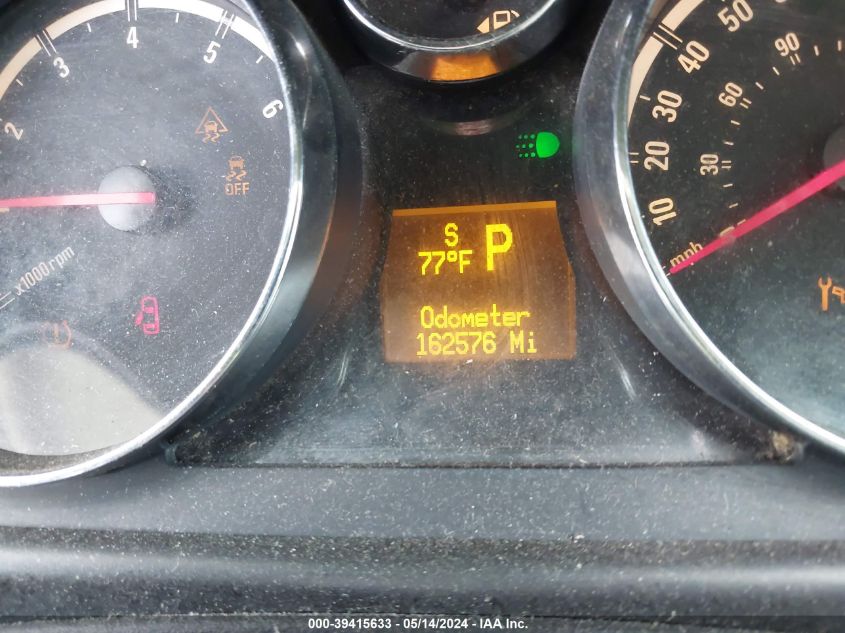 2 3 4 5 6
x1000 rpm
OFF
S
77°F P
Odometer
162576 Mi
10 20 30 40 50
30 60 90
mph
000-39415633 - 05/14/2024 - IAA Inc.